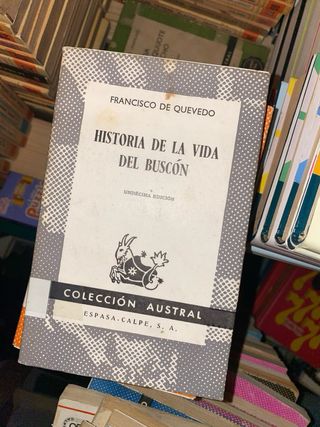 FRANCISCO DE QUEVEDO
HISTORIA DE LA VIDA
DEL BUSCÓN
UNDÉCIMA EDICIÓN
COLECCIÓN AUSTRAL
ESPASA-CALPE, S. A.